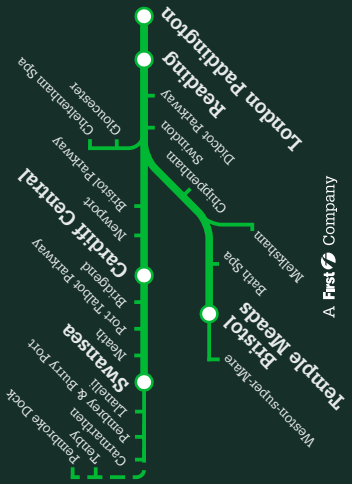 London Paddington
Reading
Didcot Parkway
Swindon
Chippenham
Melksham
Bath Spa
Bristol
Temple Meads
Weston-super-Mare
Gloucester
Cheltenham Spa
Bristol Parkway
Newport
Cardiff Central
Bridgend
Port Talbot Parkway
Neath
Swansea
Llanelli
Pembrey & Burry Port
Carmarthen
Tenby
Pembroke Dock
A First Company